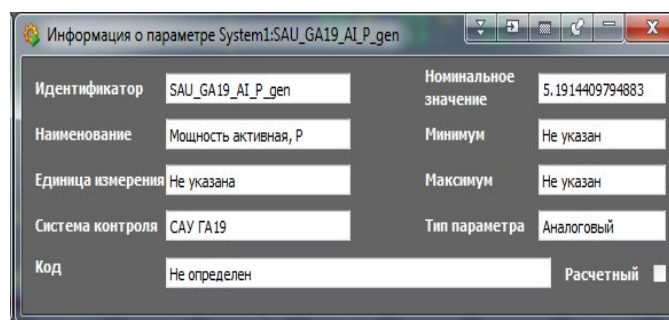 Информация о параметре System1:SAU_GA19_AI_P_gen
Идентификатор SAU_GA19_AI_P_gen Номинальное значение 5.1914409794883
Наименование Мощность активная, P Минимум Не указан
Единица измерения Не указана Максимум Не указан
Система контроля САУ ГА19 Тип параметра Аналоговый
Код Не определен Расчетный